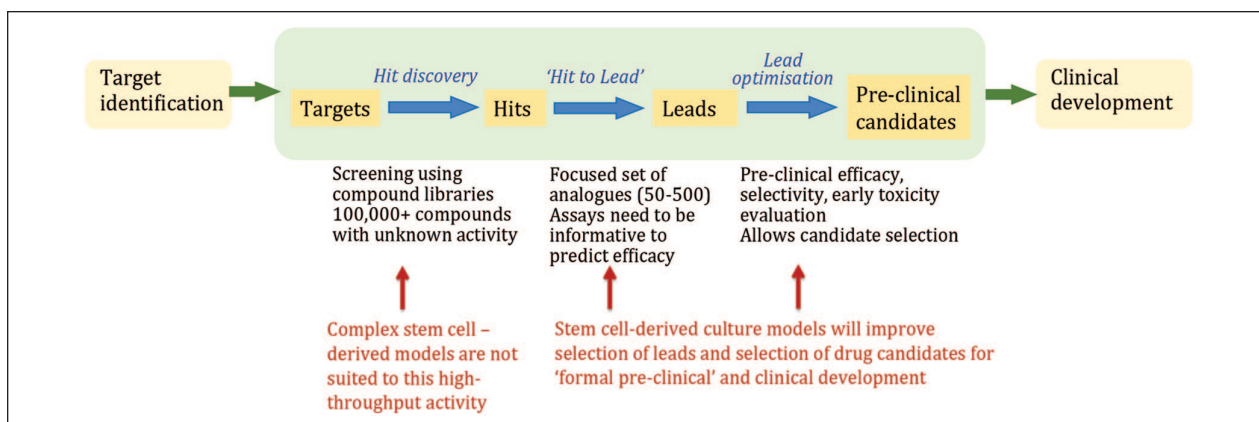 Target
identification
Targets
Hit discovery
Hits
'Hit to Lead'
Leads
Lead
optimisation
Pre-clinical
candidates
Clinical
development
Screening using
compound libraries
100,000+ compounds
with unknown activity
Focused set of
analogues (50-500)
Assays need to be
informative to
predict efficacy
Pre-clinical efficacy,
selectivity, early toxicity
evaluation
Allows candidate selection
Complex stem cell –
derived models are not
suited to this high-
throughput activity
Stem cell-derived culture models will improve
selection of leads and selection of drug candidates for
'formal pre-clinical' and clinical development